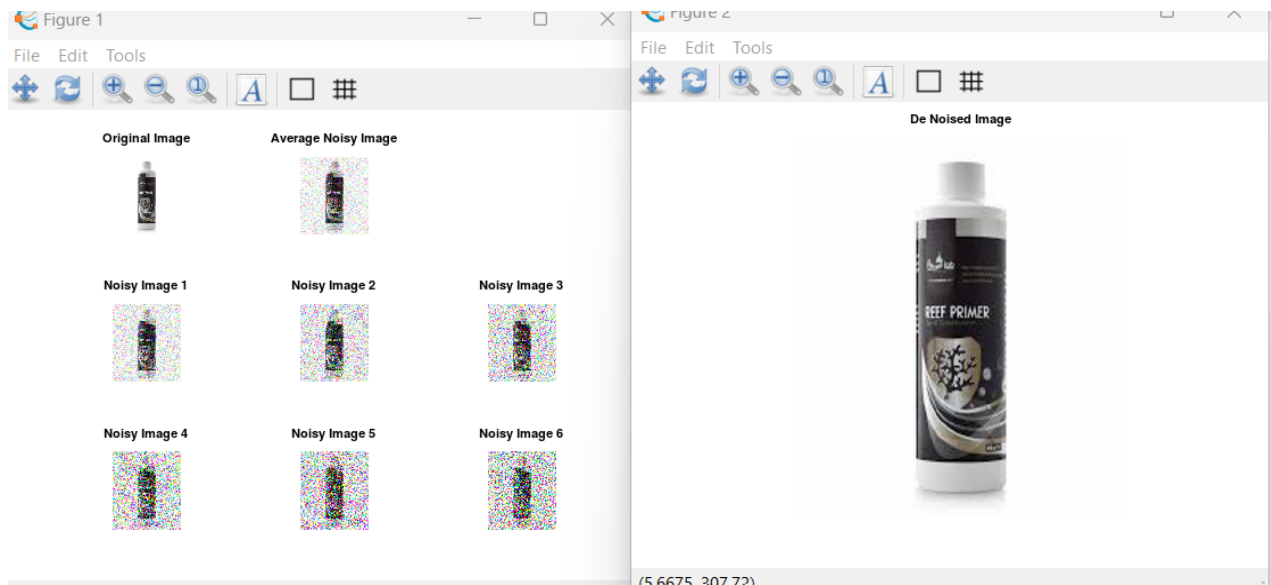 Figure 1
File Edit Tools
A
Original Image
Average Noisy Image
Noisy Image 1
Noisy Image 2
Noisy Image 3
Noisy Image 4
Noisy Image 5
Noisy Image 6
Figure 2
File Edit Tools
A
De Noised Image
lab
REEF PRIMER
(5.6675, 307.72)